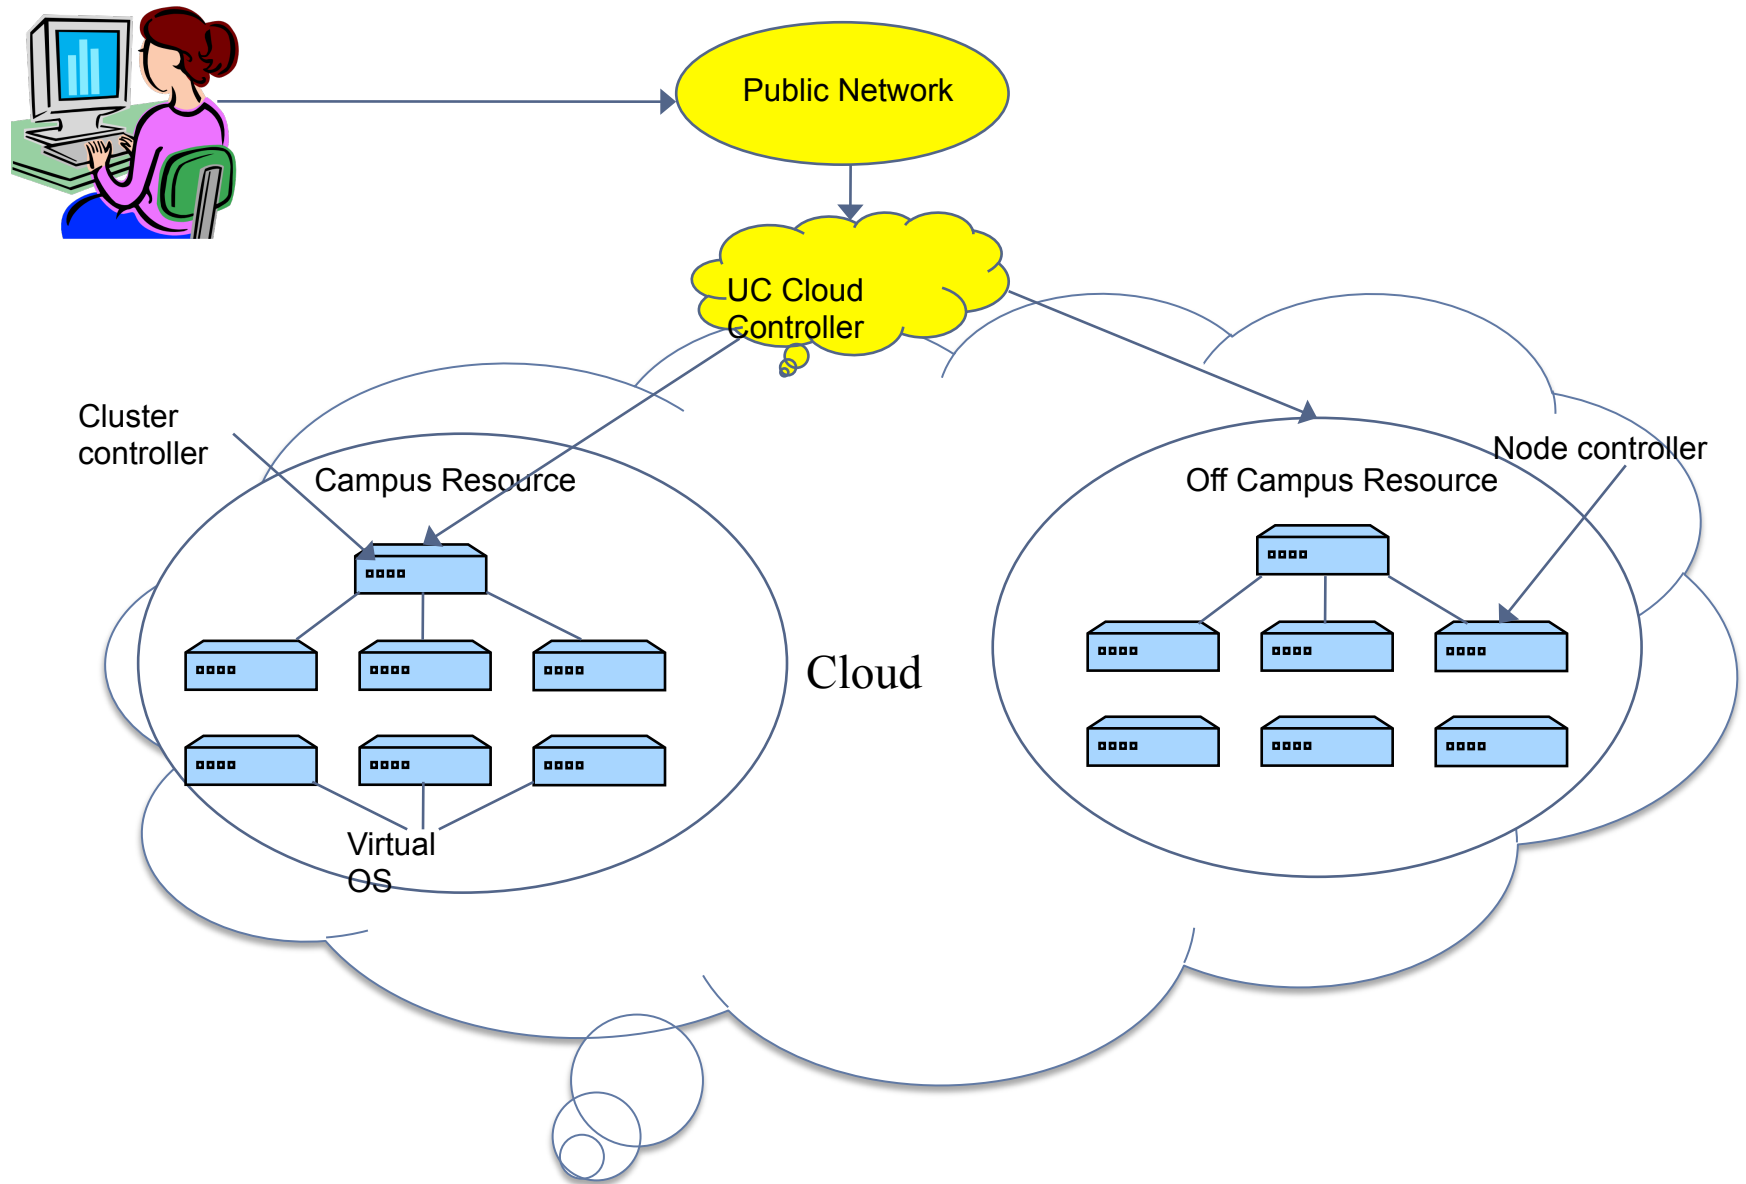 Public Network
UC Cloud
Controller
Cluster
controller
Campus Resource
Node controller
Off Campus Resource
Cloud
Virtual
OS